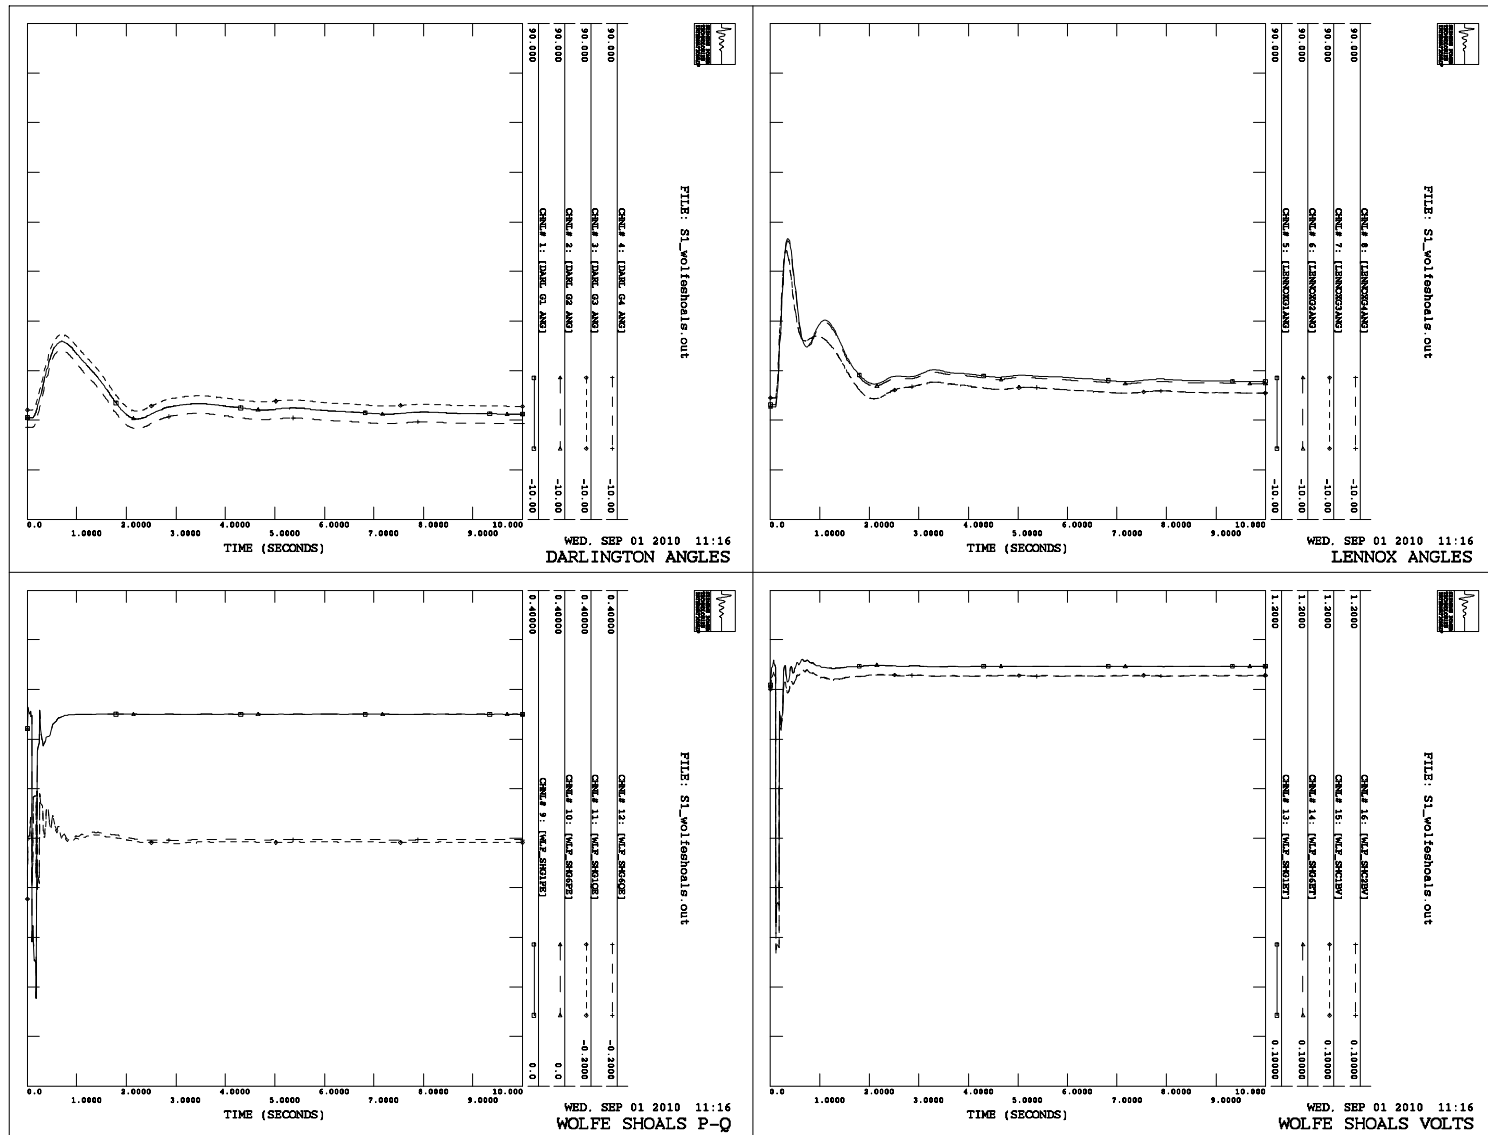 90.000
90.000
90.000
90.000
FILE: S1_wolfeshoals.out
CHNL# 1: [DARL G1 ANG]
CHNL# 2: [DARL G2 ANG]
CHNL# 3: [DARL G3 ANG]
CHNL# 4: [DARL G4 ANG]
-10.00
-10.00
-10.00
-10.00
0.0 1.0000 2.0000 3.0000 4.0000 5.0000 6.0000 7.0000 8.0000 9.0000 10.000
TIME (SECONDS)
WED, SEP 01 2010 11:16
DARLINGTON ANGLES
90.000
90.000
90.000
90.000
FILE: S1_wolfeshoals.out
CHNL# 5: [LENNOXG1ANG]
CHNL# 6: [LENNOXG2ANG]
CHNL# 7: [LENNOXG3ANG]
CHNL# 8: [LENNOXG4ANG]
-10.00
-10.00
-10.00
-10.00
0.0 1.0000 2.0000 3.0000 4.0000 5.0000 6.0000 7.0000 8.0000 9.0000 10.000
TIME (SECONDS)
WED, SEP 01 2010 11:16
LENNOX ANGLES
0.40000
0.40000
0.40000
0.40000
FILE: S1_wolfeshoals.out
CHNL# 9: [WLF_SHG1PE]
CHNL# 10: [WLF_SHG6PE]
CHNL# 11: [WLF_SHG1QE]
CHNL# 12: [WLF_SHG6QE]
0.0
0.0
-0.2000
-0.2000
0.0 1.0000 2.0000 3.0000 4.0000 5.0000 6.0000 7.0000 8.0000 9.0000 10.000
TIME (SECONDS)
WED, SEP 01 2010 11:16
WOLFE SHOALS P-Q
1.2000
1.2000
1.2000
1.2000
FILE: S1_wolfeshoals.out
CHNL# 13: [WLF_SHG1ET]
CHNL# 14: [WLF_SHG6ET]
CHNL# 15: [WLF_SHC1BV]
CHNL# 16: [WLF_SHC2BV]
0.10000
0.10000
0.10000
0.10000
0.0 1.0000 2.0000 3.0000 4.0000 5.0000 6.0000 7.0000 8.0000 9.0000 10.000
TIME (SECONDS)
WED, SEP 01 2010 11:16
WOLFE SHOALS VOLTS